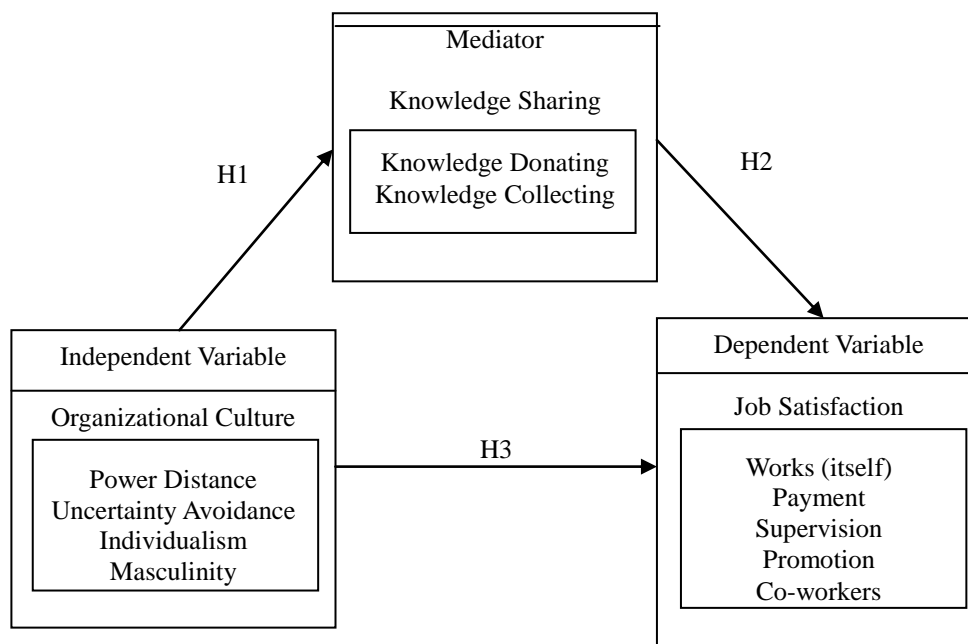 Mediator
Knowledge Sharing
Knowledge Donating
Knowledge Collecting
H1
H2
Independent Variable
Organizational Culture
Power Distance
Uncertainty Avoidance
Individualism
Masculinity
H3
Dependent Variable
Job Satisfaction
Works (itself)
Payment
Supervision
Promotion
Co-workers